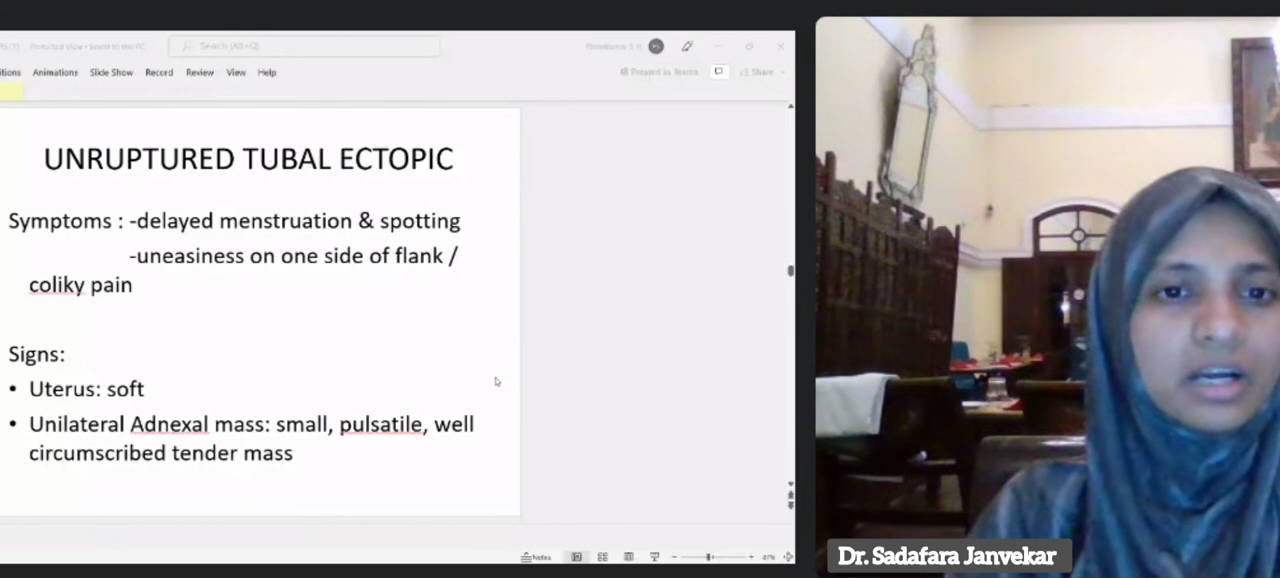 Search (Alt+Q)
Animations Slide Show Record Review View Help
Present in Teams Share
UNRUPTURED TUBAL ECTOPIC
Symptoms : -delayed menstruation & spotting
-uneasiness on one side of flank /
coliky pain
Signs:
• Uterus: soft
• Unilateral Adnexal mass: small, pulsatile, well
circumscribed tender mass
Notes
Dr. Sadafara Janvekar